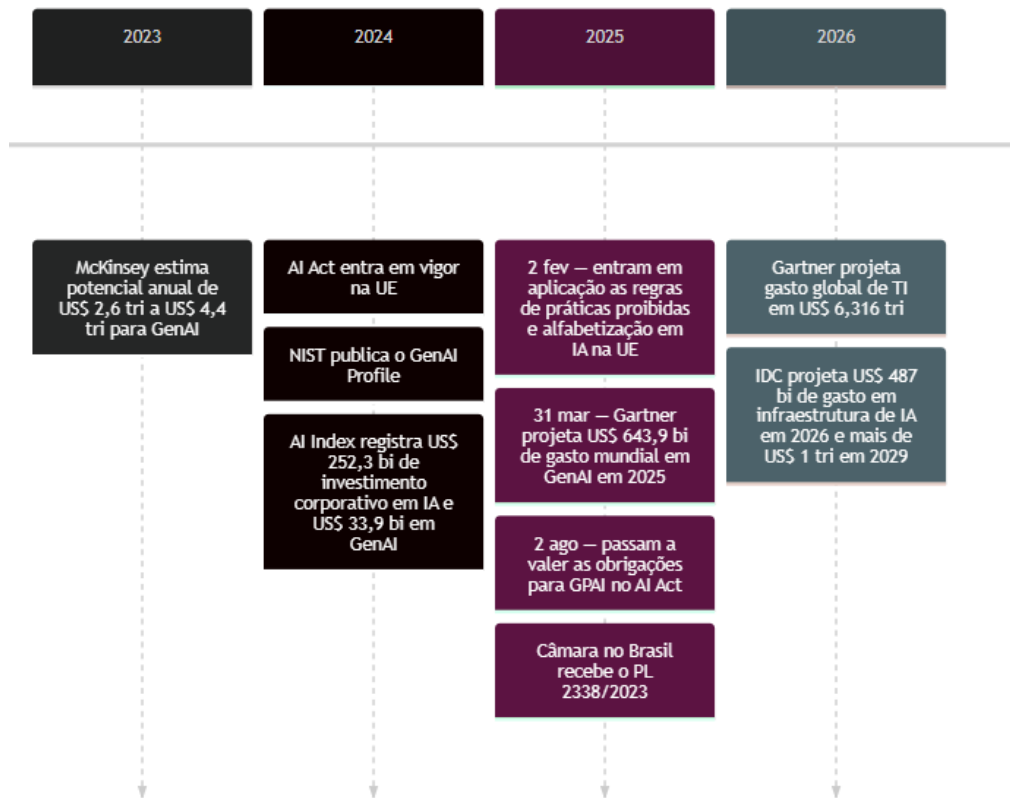 2023
2024
2025
2026
McKinsey estima
potencial anual de
US$ 2,6 tri a US$ 4,4
tri para GenAI
AI Act entra em vigor
na UE
NIST publica o GenAI
Profile
AI Index registra US$
252,3 bi de
investimento
corporativo em IA e
US$ 33,9 bi em
GenAI
2 fev — entram em
aplicação as regras
de práticas proibidas
e alfabetização em
IA na UE
31 mar — Gartner
projeta US$ 643,9 bi
de gasto mundial em
GenAI em 2025
2 ago — passam a
valer as obrigações
para GPAI no AI Act
Câmara no Brasil
recebe o PL
2338/2023
Gartner projeta
gasto global de TI
em US$ 6,316 tri
IDC projeta US$ 487
bi de gasto em
infraestrutura de IA
em 2026 e mais de
US$ 1 tri em 2029